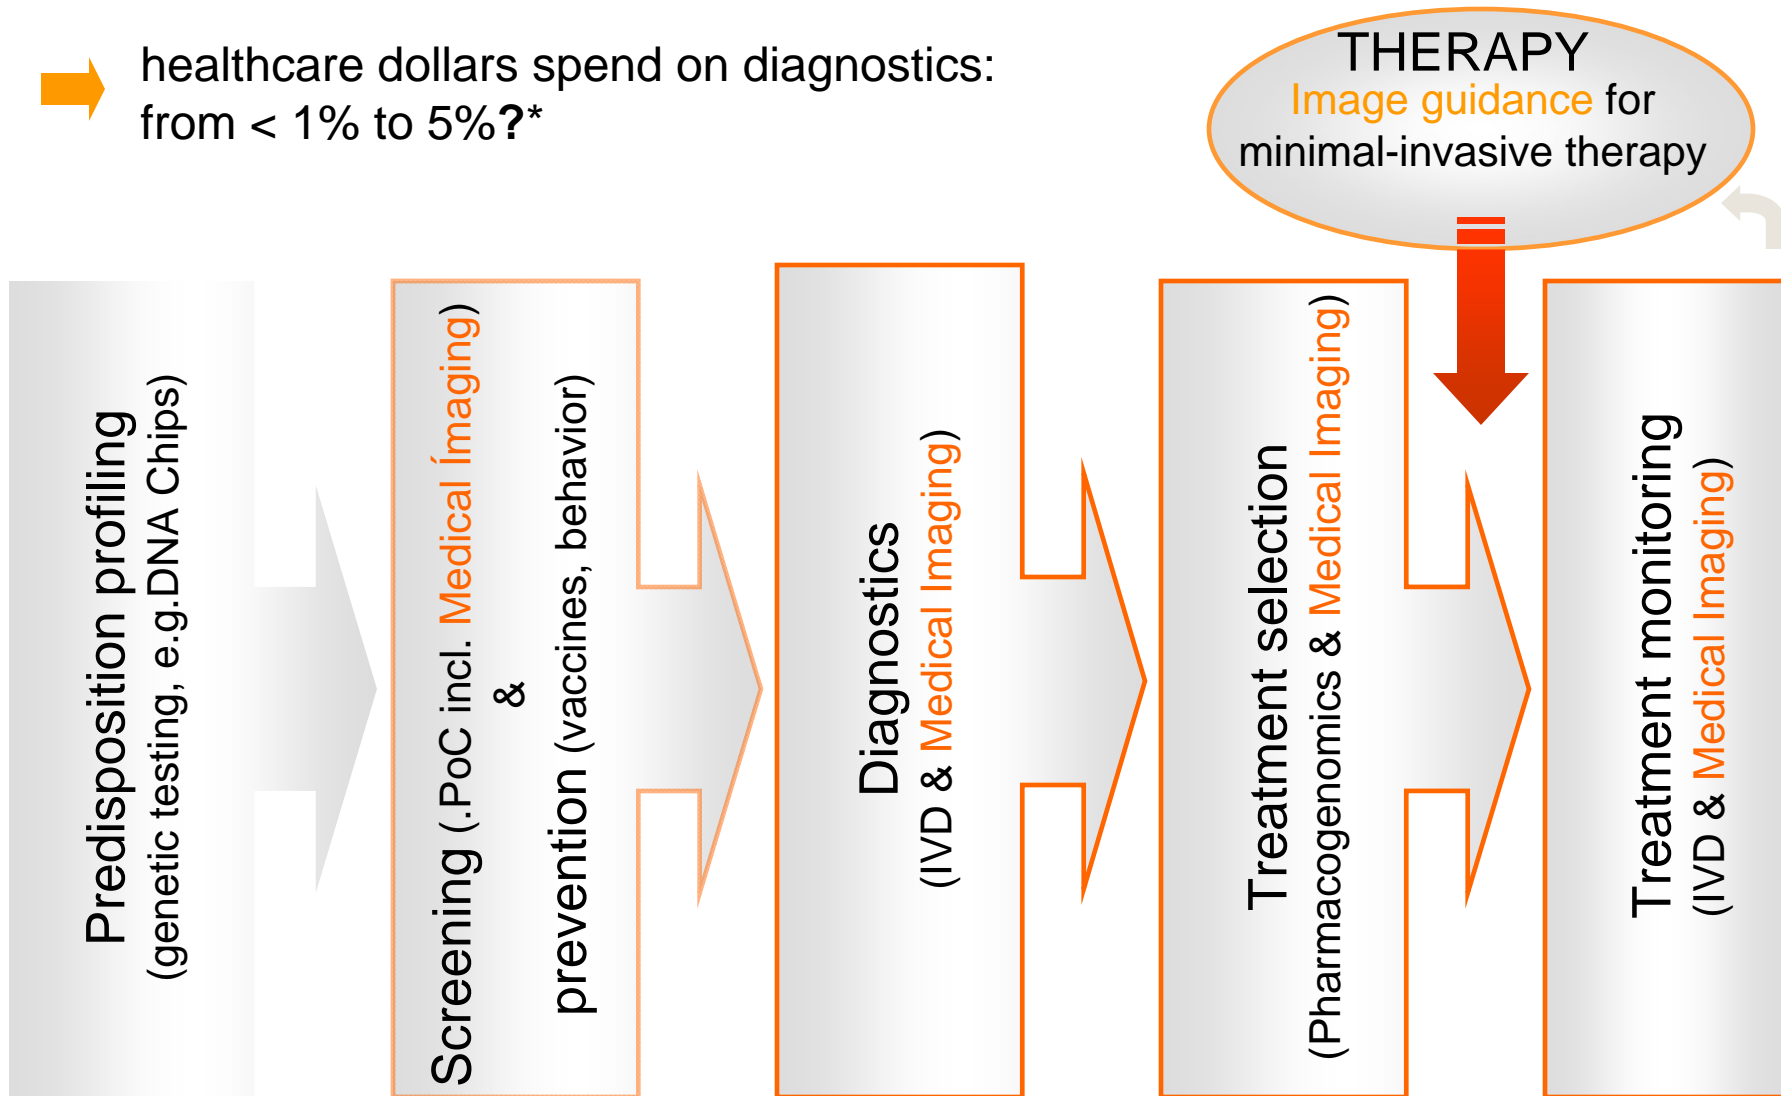 healthcare dollars spend on diagnostics:
from < 1% to 5%?*
THERAPY
Image guidance for
minimal-invasive therapy
Predisposition profiling
(genetic testing, e.g.DNA Chips)
Screening (.PoC incl. Medical Ímaging)
&
prevention (vaccines, behavior)
Diagnostics
(IVD & Medical Imaging)
Treatment selection
(Pharmacogenomics & Medical Imaging)
Treatment monitoring
(IVD & Medical Imaging)